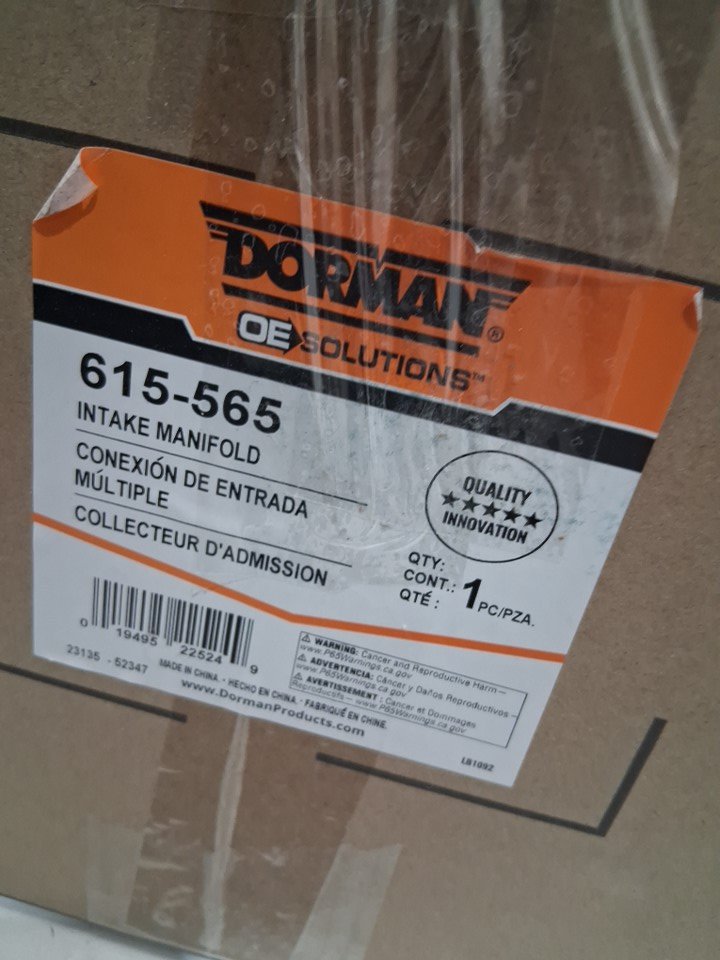 DORMAN®
OE SOLUTIONS™
615-565
INTAKE MANIFOLD
CONEXIÓN DE ENTRADA
MÚLTIPLE
COLLECTEUR D'ADMISSION
QUALITY
★★★★★
INNOVATION
QTY:
CONT.: 1 PC/PZA.
QTÉ :
0 19495 22524 9
23135 - 52347
MADE IN CHINA · HECHO EN CHINA · FABRIQUÉ EN CHINE.
www.DormanProducts.com
⚠ WARNING: Cancer and Reproductive Harm –
www.P65Warnings.ca.gov
⚠ ADVERTENCIA: Cáncer y Daños Reproductivos –
www.P65Warnings.ca.gov
⚠ AVERTISSEMENT : Cancer et Dommages
Reproductifs – www.P65Warnings.ca.gov
LB1092